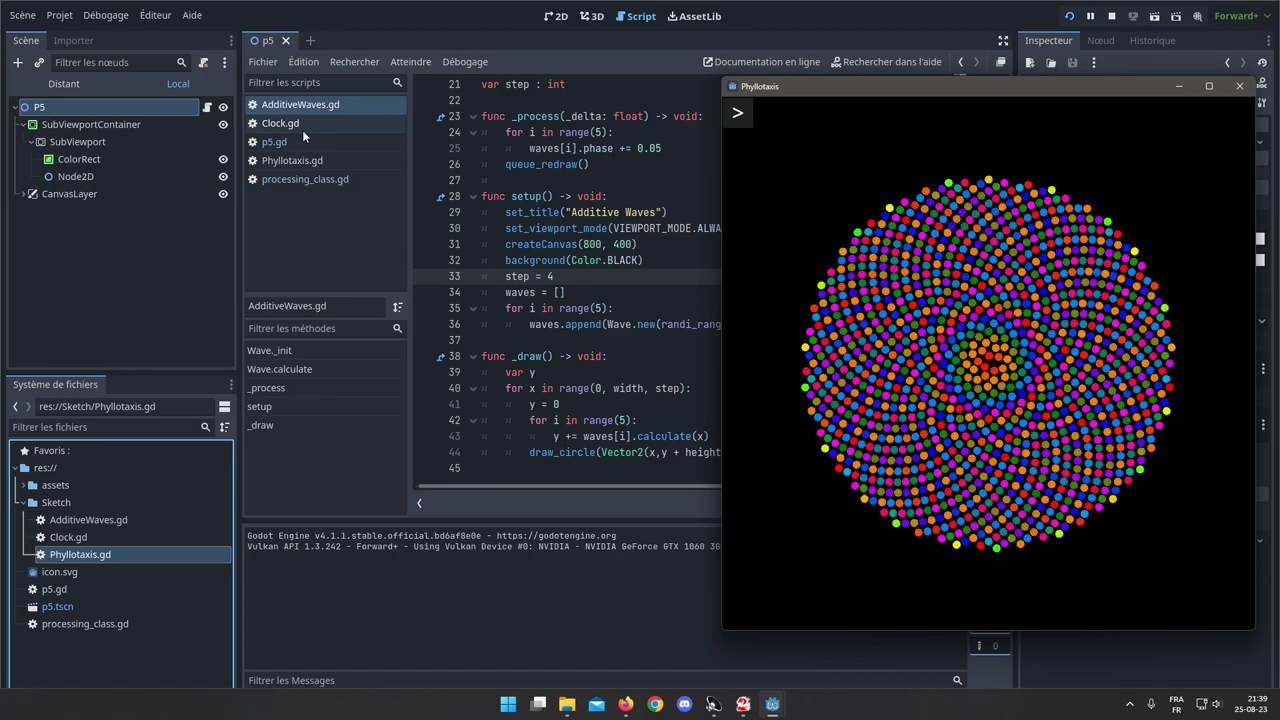 Scène Projet Débogage Éditeur Aide
2D 3D Script AssetLib
Forward+
Scène Importer
Filtrer les nœuds
Distant Local
P5
SubViewportContainer
SubViewport
ColorRect
Node2D
CanvasLayer
Système de fichiers
res://Sketch/Phyllotaxis.gd
Filtrer les fichiers
Favoris :
res://
assets
Sketch
AdditiveWaves.gd
Clock.gd
Phyllotaxis.gd
icon.svg
p5.gd
p5.tscn
processing_class.gd
p5
Fichier Édition Rechercher Atteindre Débogage
Documentation en ligne Rechercher dans l'aide
Filtrer les scripts
AdditiveWaves.gd
Clock.gd
p5.gd
Phyllotaxis.gd
processing_class.gd
AdditiveWaves.gd
Filtrer les méthodes
Wave._init
Wave.calculate
_process
setup
_draw
21 var step : int
22
23 func _process(_delta: float) -> void:
24 for i in range(5):
25 waves[i].phase += 0.05
26 queue_redraw()
27
28 func setup() -> void:
29 set_title("Additive Waves")
30 set_viewport_mode(VIEWPORT_MODE.ALWA
31 createCanvas(800, 400)
32 background(Color.BLACK)
33 step = 4
34 waves = []
35 for i in range(5):
36 waves.append(Wave.new(randi_rang
37
38 func _draw() -> void:
39 var y
40 for x in range(0, width, step):
41 y = 0
42 for i in range(5):
43 y += waves[i].calculate(x)
44 draw_circle(Vector2(x,y + height
45
Godot Engine v4.1.1.stable.official.bd6af8e0e - https://godotengine.org
Vulkan API 1.3.242 - Forward+ - Using Vulkan Device #0: NVIDIA - NVIDIA GeForce GTX 1060 3G
Filtrer les Messages
0
Inspecteur Nœud Historique
Phyllotaxis
>
FRA
FR
21:39
25-08-23